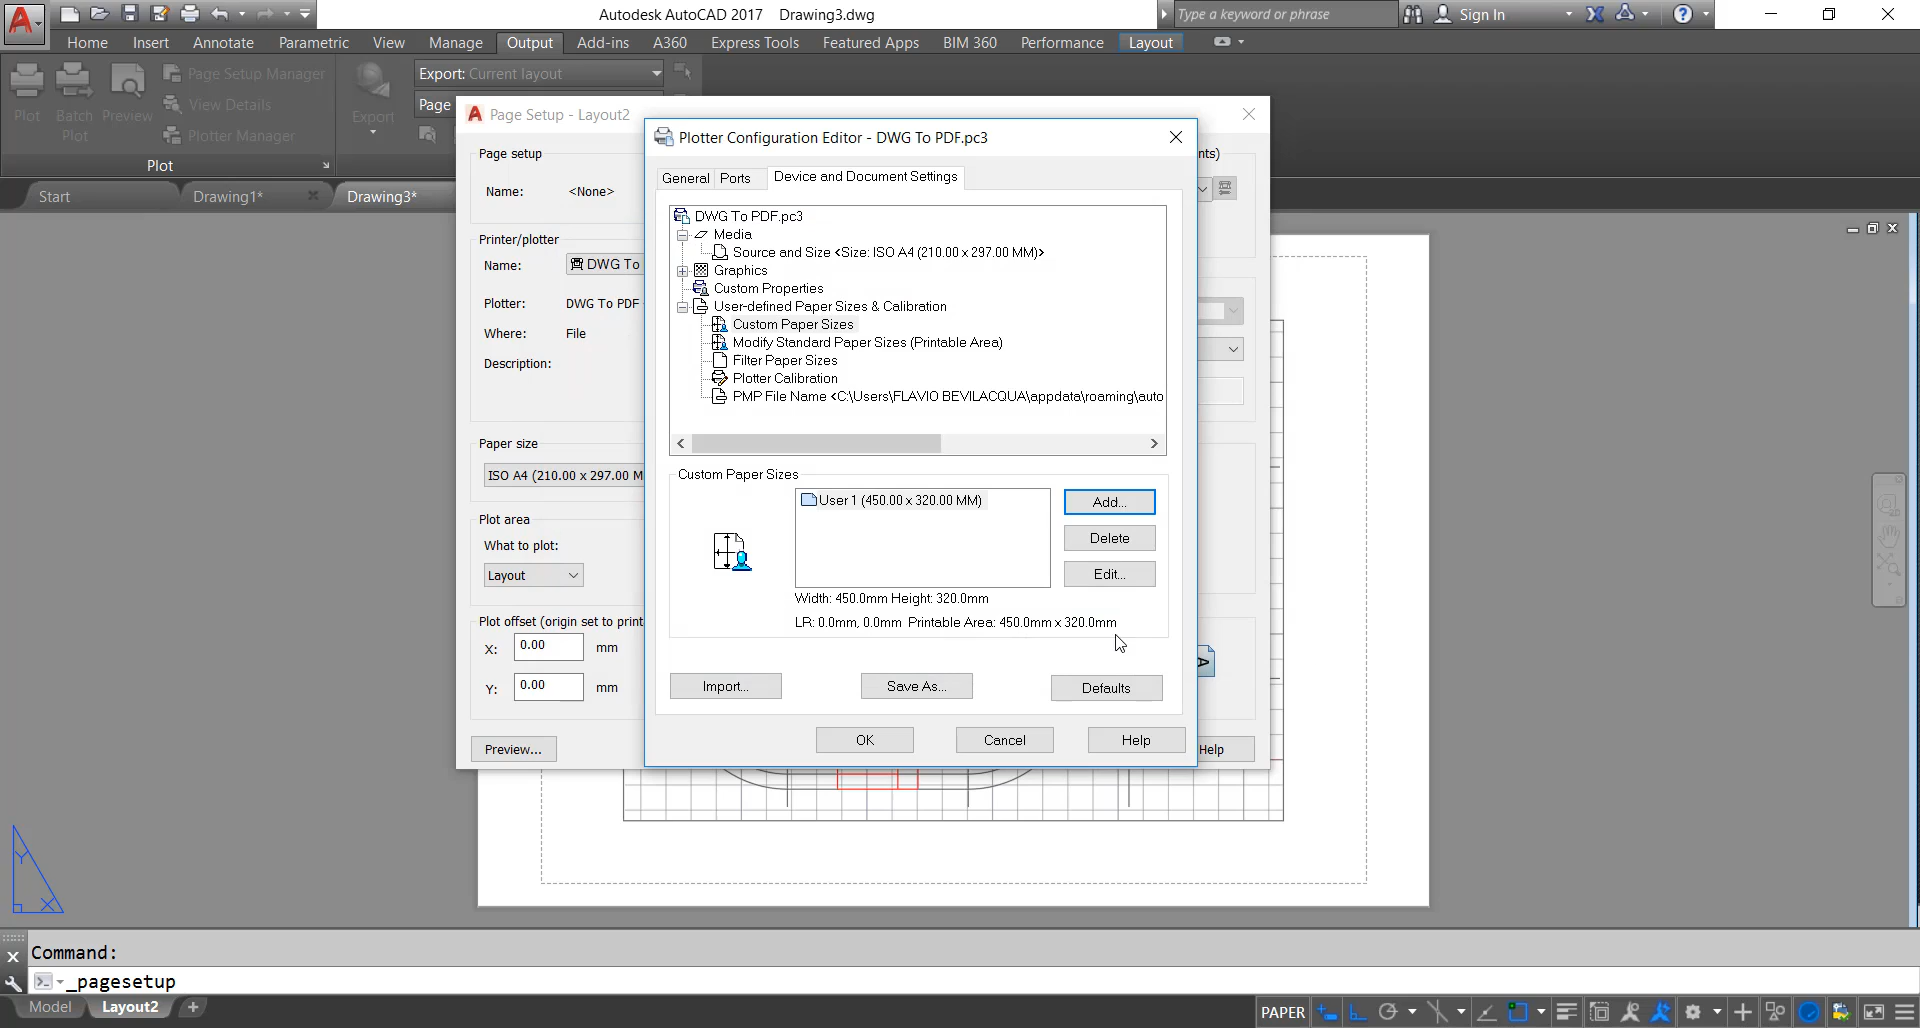 Autodesk AutoCAD 2017 Drawing3.dwg
Type a keyword or phrase
Sign In
Home Insert Annotate Parametric View Manage Output Add-ins A360 Express Tools Featured Apps BIM 360 Performance Layout
Plot
Batch Plot
Preview
Page Setup Manager
View Details
Plotter Manager
Export
Export: Current layout
Page
Plot
Start
Drawing1*
Drawing3*
Page Setup - Layout2
Page setup
Name: <None>
Printer/plotter
Name: DWG To
Plotter: DWG To PDF
Where: File
Description:
Paper size
ISO A4 (210.00 x 297.00 M
Plot area
What to plot:
Layout
Plot offset (origin set to print
X: 0.00 mm
Y: 0.00 mm
Preview...
nts)
A
Help
Plotter Configuration Editor - DWG To PDF.pc3
General Ports Device and Document Settings
DWG To PDF.pc3
Media
Source and Size <Size: ISO A4 (210.00 x 297.00 MM)>
Graphics
Custom Properties
User-defined Paper Sizes & Calibration
Custom Paper Sizes
Modify Standard Paper Sizes (Printable Area)
Filter Paper Sizes
Plotter Calibration
PMP File Name <C:\Users\FLAVIO BEVILACQUA\appdata\roaming\auto
Custom Paper Sizes
User 1 (450.00 x 320.00 MM)
Add...
Delete
Edit...
Width: 450.0mm Height: 320.0mm
LR: 0.0mm, 0.0mm Printable Area: 450.0mm x 320.0mm
Import... Save As... Defaults
OK Cancel Help
Y
X
Command:
_pagesetup
Model Layout2
PAPER